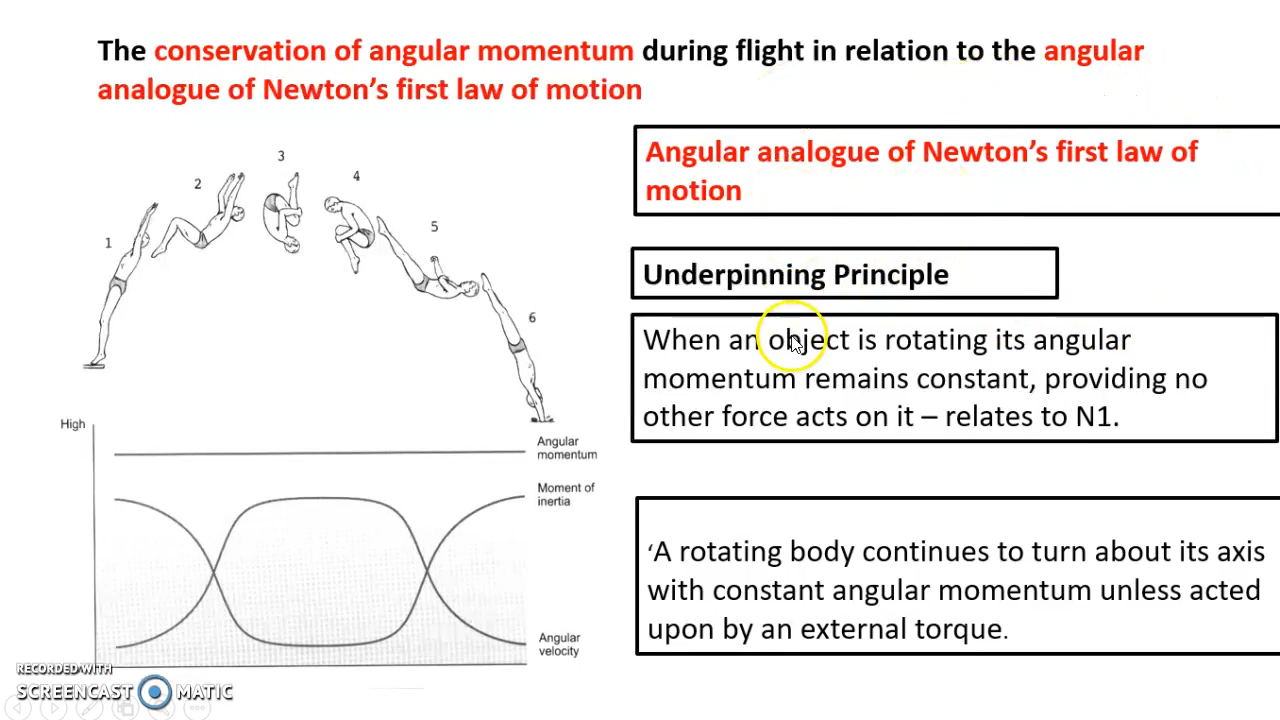 The conservation of angular momentum during flight in relation to the angular
analogue of Newton's first law of motion
Angular analogue of Newton's first law of
motion
Underpinning Principle
When an object is rotating its angular
momentum remains constant, providing no
other force acts on it – relates to N1.
‘A rotating body continues to turn about its axis
with constant angular momentum unless acted
upon by an external torque.
1
2
3
4
5
6
High
Angular
momentum
Moment of
inertia
Angular
velocity
RECORDED WITH
SCREENCAST MATIC